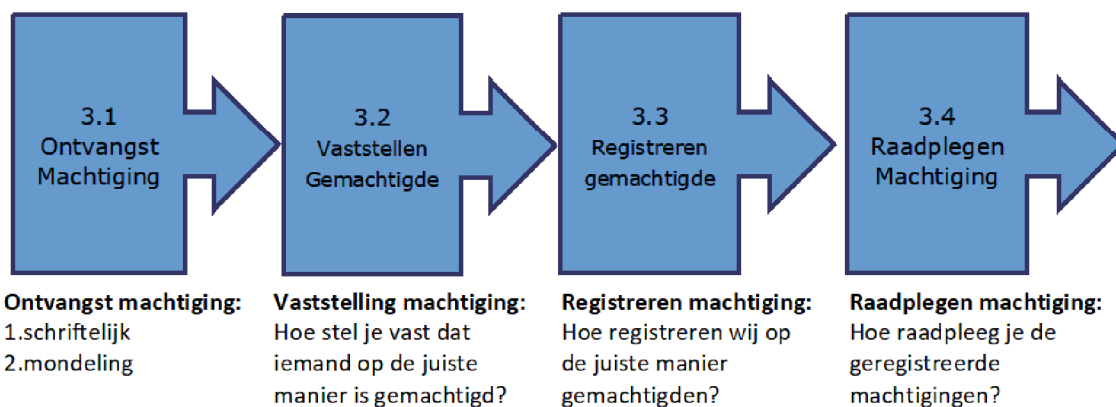 3.1
Ontvangst
Machtiging
3.2
Vaststellen
Gemachtigde
3.3
Registreren
gemachtigde
3.4
Raadplegen
Machtiging
Ontvangst machtiging:
1.schriftelijk
2.mondeling
Vaststelling machtiging:
Hoe stel je vast dat
iemand op de juiste
manier is gemachtigd?
Registreren machtiging:
Hoe registreren wij op
de juiste manier
gemachtigden?
Raadplegen machtiging:
Hoe raadpleeg je de
geregistreerde
machtigingen?